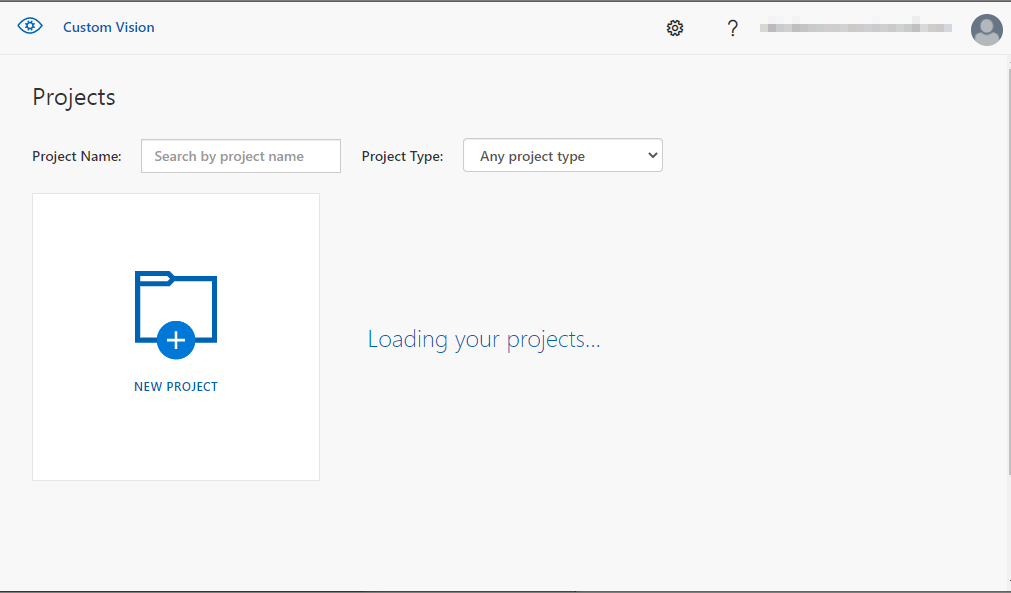 Custom Vision
?
Projects
Project Name: Search by project name Project Type: Any project type
Loading your projects...
NEW PROJECT